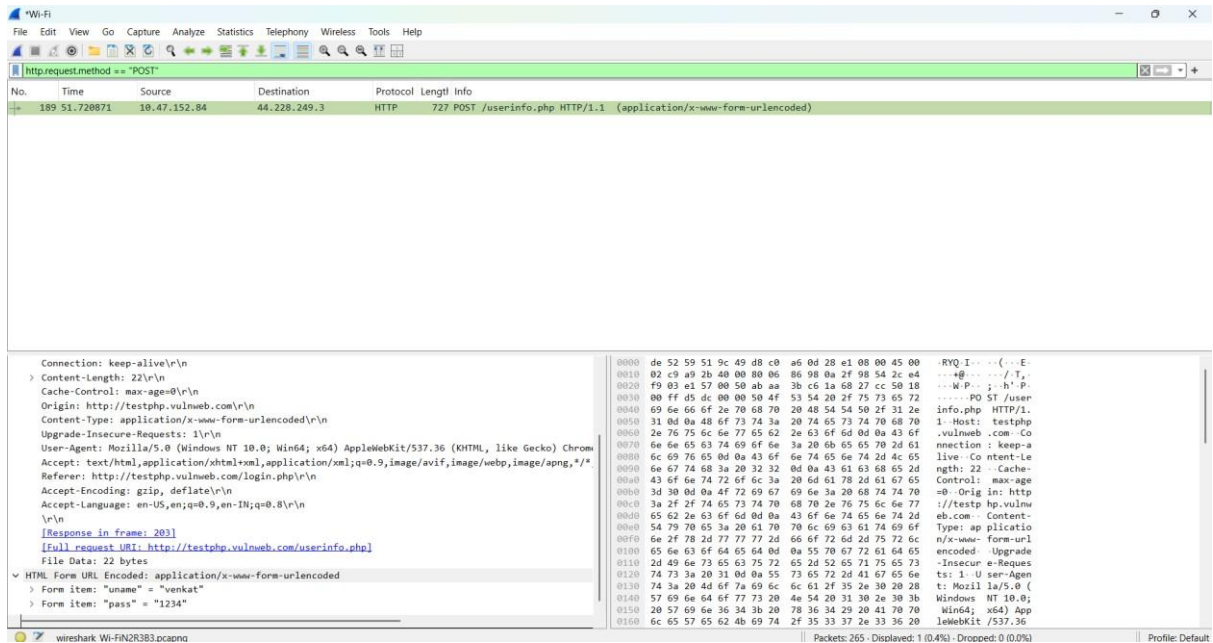 *Wi-Fi
File Edit View Go Capture Analyze Statistics Telephony Wireless Tools Help
http.request.method == "POST"
No. Time Source Destination Protocol Lengtl Info
189 51.720871 10.47.152.84 44.228.249.3 HTTP 727 POST /userinfo.php HTTP/1.1 (application/x-www-form-urlencoded)
Connection: keep-alive\r\n
> Content-Length: 22\r\n
Cache-Control: max-age=0\r\n
Origin: http://testphp.vulnweb.com\r\n
Content-Type: application/x-www-form-urlencoded\r\n
Upgrade-Insecure-Requests: 1\r\n
User-Agent: Mozilla/5.0 (Windows NT 10.0; Win64; x64) AppleWebKit/537.36 (KHTML, like Gecko) Chrom
Accept: text/html,application/xhtml+xml,application/xml;q=0.9,image/avif,image/webp,image/apng,*/*
Referer: http://testphp.vulnweb.com/login.php\r\n
Accept-Encoding: gzip, deflate\r\n
Accept-Language: en-US,en;q=0.9,en-IN;q=0.8\r\n
\r\n
[Response in frame: 203]
[Full request URI: http://testphp.vulnweb.com/userinfo.php]
File Data: 22 bytes
HTML Form URL Encoded: application/x-www-form-urlencoded
> Form item: "uname" = "venkat"
> Form item: "pass" = "1234"
0000 de 52 59 51 9c 49 d8 c0 a6 0d 28 e1 08 00 45 00 ·RYQ·I·· ··(···E·
0010 02 c9 a9 2b 40 00 80 06 86 98 0a 2f 98 54 2c e4 ···+@··· ···/·T,·
0020 f9 03 e1 57 00 50 ab aa 3b c6 1a 68 27 cc 50 18 ···W·P·· ;··h'·P·
0030 00 ff d5 dc 00 00 50 4f 53 54 20 2f 75 73 65 72 ······PO ST /user
0040 69 6e 66 6f 2e 70 68 70 20 48 54 54 50 2f 31 2e info.php HTTP/1.
0050 31 0d 0a 48 6f 73 74 3a 20 74 65 73 74 70 68 70 1··Host: testphp
0060 2e 76 75 6c 6e 77 65 62 2e 63 6f 6d 0d 0a 43 6f .vulnweb .com··Co
0070 6e 6e 65 63 74 69 6f 6e 3a 20 6b 65 65 70 2d 61 nnection : keep-a
0080 6c 69 76 65 0d 0a 43 6f 6e 74 65 6e 74 2d 4c 65 live··Co ntent-Le
0090 6e 67 74 68 3a 20 32 32 0d 0a 43 61 63 68 65 2d ngth: 22 ··Cache-
00a0 43 6f 6e 74 72 6f 6c 3a 20 6d 61 78 2d 61 67 65 Control: max-age
00b0 3d 30 0d 0a 4f 72 69 67 69 6e 3a 20 68 74 74 70 =0··Orig in: http
00c0 3a 2f 2f 74 65 73 74 70 68 70 2e 76 75 6c 6e 77 ://testp hp.vulnw
00d0 65 62 2e 63 6f 6d 0d 0a 43 6f 6e 74 65 6e 74 2d eb.com·· Content-
00e0 54 79 70 65 3a 20 61 70 70 6c 69 63 61 74 69 6f Type: ap plicatio
00f0 6e 2f 78 2d 77 77 77 2d 66 6f 72 6d 2d 75 72 6c n/x-www- form-url
0100 65 6e 63 6f 64 65 64 0d 0a 55 70 67 72 61 64 65 encoded· ·Upgrade
0110 2d 49 6e 73 65 63 75 72 65 2d 52 65 71 75 65 73 -Insecur e-Reques
0120 74 73 3a 20 31 0d 0a 55 73 65 72 2d 41 67 65 6e ts: 1··U ser-Agen
0130 74 3a 20 4d 6f 7a 69 6c 6c 61 2f 35 2e 30 20 28 t: Mozil la/5.0 (
0140 57 69 6e 64 6f 77 73 20 4e 54 20 31 30 2e 30 3b Windows NT 10.0;
0150 20 57 69 6e 36 34 3b 20 78 36 34 29 20 41 70 70 Win64; x64) App
0160 6c 65 57 65 62 4b 69 74 2f 35 33 37 2e 33 36 20 leWebKit /537.36
wireshark_Wi-FiN2R3B3.pcapng Packets: 265 · Displayed: 1 (0.4%) · Dropped: 0 (0.0%) Profile: Default